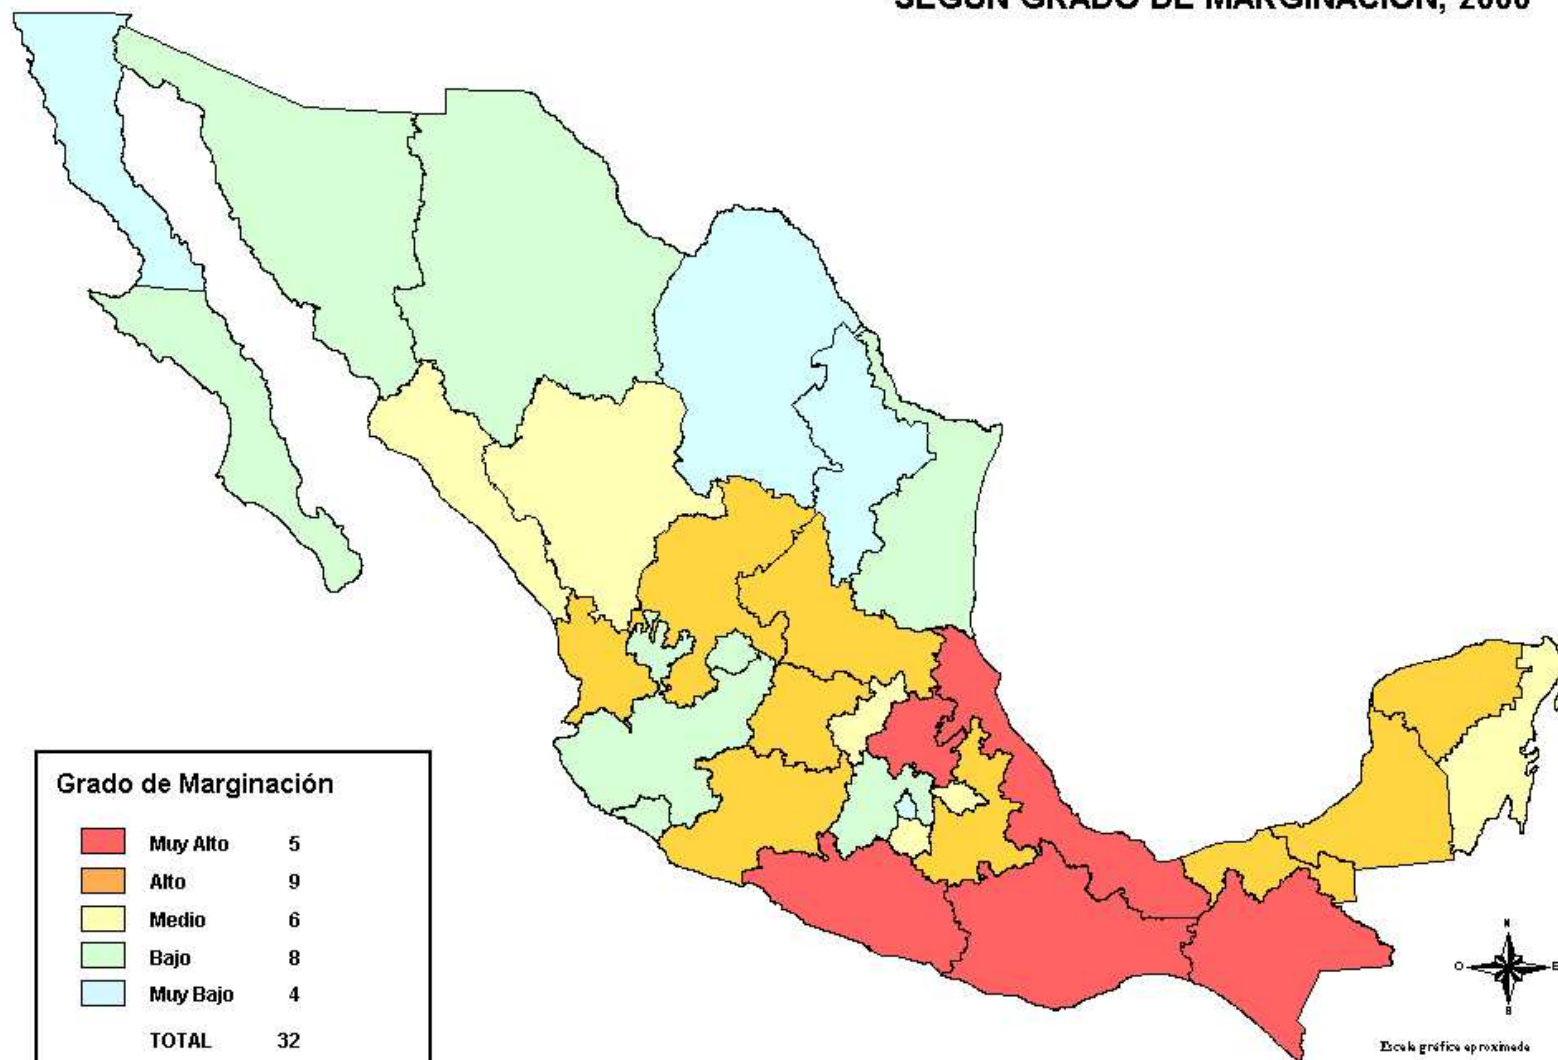 SEGÚN GRADO DE MARGINACIÓN, 2000
Grado de Marginación
Muy Alto 5
Alto 9
Medio 6
Bajo 8
Muy Bajo 4
TOTAL 32
N
O E
S
Escala gráfica aproximada